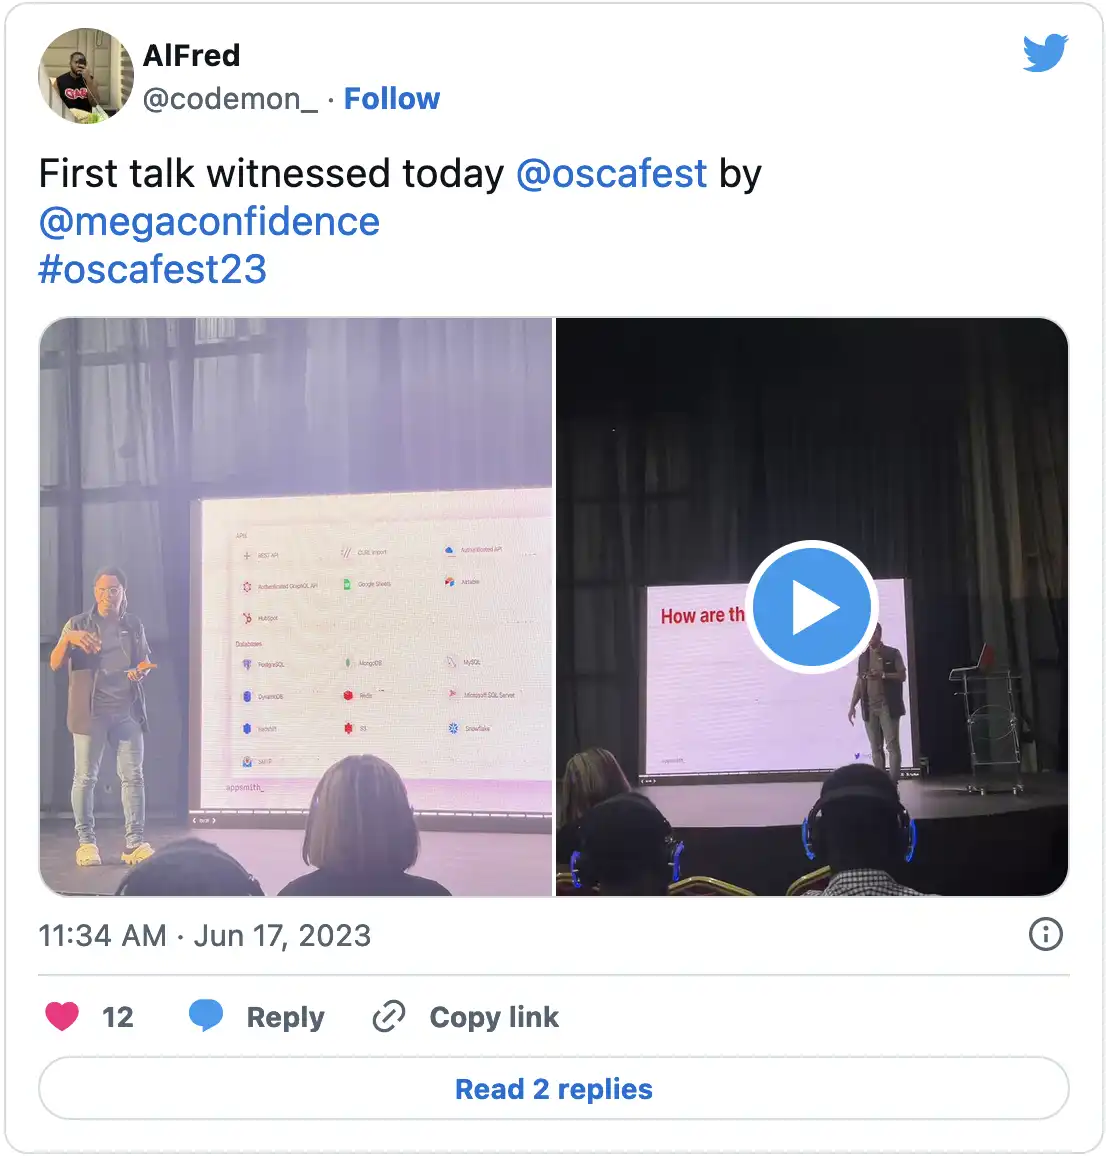 AlFred
@codemon_ · Follow
First talk witnessed today @oscafest by
@megaconfidence
#oscafest23
APIs
REST API
CURL import
Authenticated API
Authenticated GraphQL API
Google Sheets
Airtable
HubSpot
Databases
PostgreSQL
MongoDB
MySQL
DynamoDB
Redis
Microsoft SQL Server
Redshift
S3
Snowflake
SMTP
appsmith_
How are th
appsmith_
11:34 AM · Jun 17, 2023
12
Reply
Copy link
Read 2 replies